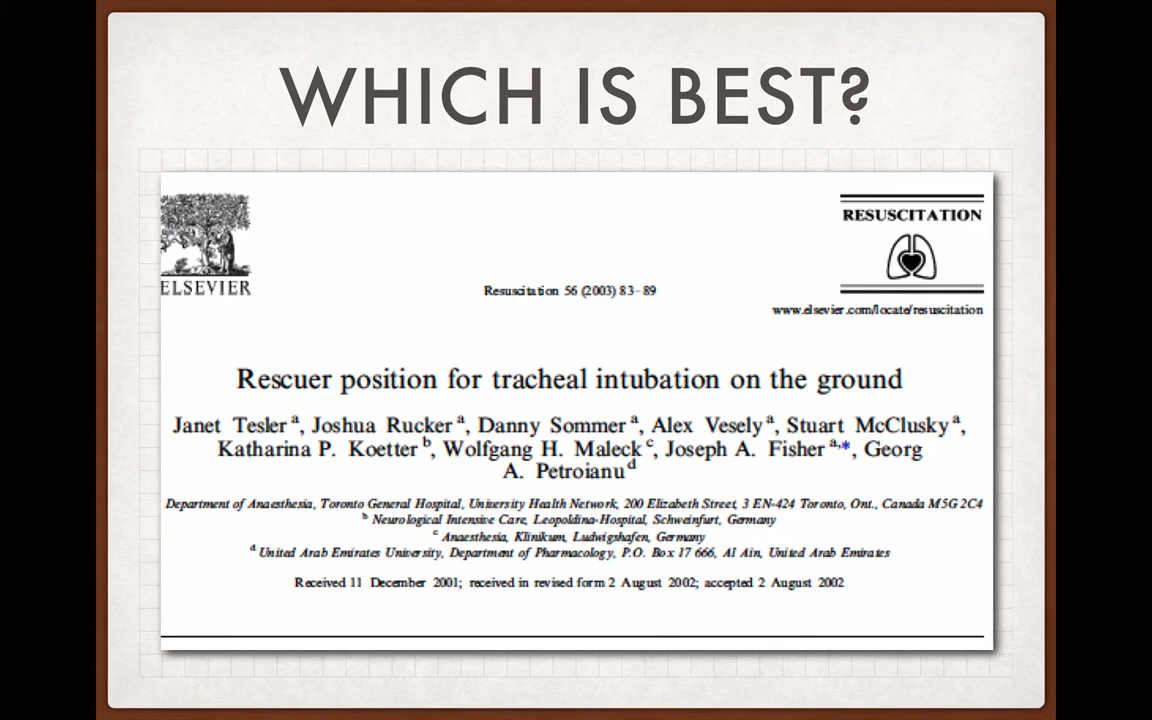 WHICH IS BEST?
ELSEVIER
RESUSCITATION
Resuscitation 56 (2003) 83–89
www.elsevier.com/locate/resuscitation
Rescuer position for tracheal intubation on the ground
Janet Tesler a, Joshua Rucker a, Danny Sommer a, Alex Vesely a, Stuart McClusky a,
Katharina P. Koetter b, Wolfgang H. Maleck c, Joseph A. Fisher a,*, Georg
A. Petroianu d
Department of Anaesthesia, Toronto General Hospital, University Health Network, 200 Elizabeth Street, 3 EN-424 Toronto, Ont., Canada M5G 2C4
b Neurological Intensive Care, Leopoldina-Hospital, Schweinfurt, Germany
c Anaesthesia, Klinikum, Ludwigshafen, Germany
d United Arab Emirates University, Department of Pharmacology, P.O. Box 17 666, Al Ain, United Arab Emirates
Received 11 December 2001; received in revised form 2 August 2002; accepted 2 August 2002